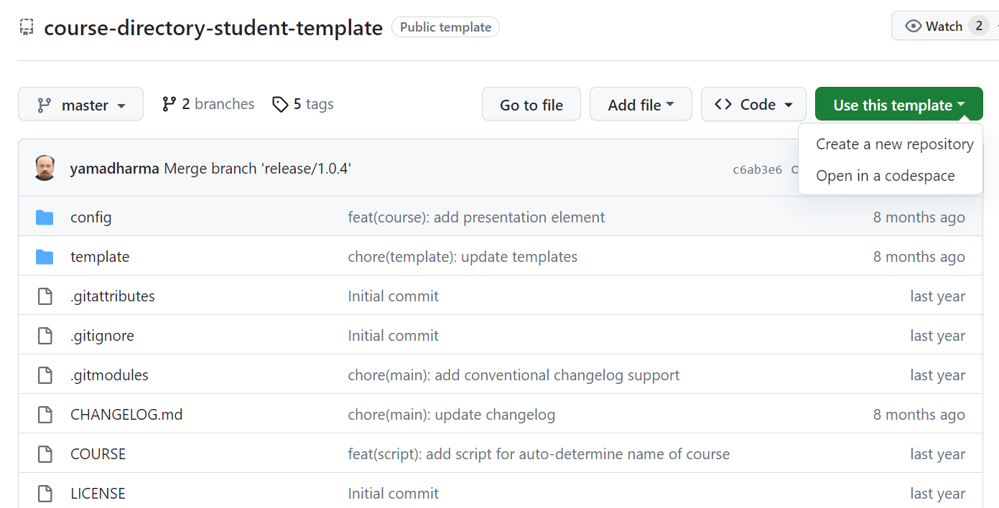 course-directory-student-template Public template Watch 2
master 2 branches 5 tags Go to file Add file Code Use this template
Create a new repository
Open in a codespace
yamadharma Merge branch 'release/1.0.4' c6ab3e6
config feat(course): add presentation element 8 months ago
template chore(template): update templates 8 months ago
.gitattributes Initial commit last year
.gitignore Initial commit last year
.gitmodules chore(main): add conventional changelog support last year
CHANGELOG.md chore(main): update changelog 8 months ago
COURSE feat(script): add script for auto-determine name of course last year
LICENSE Initial commit last year